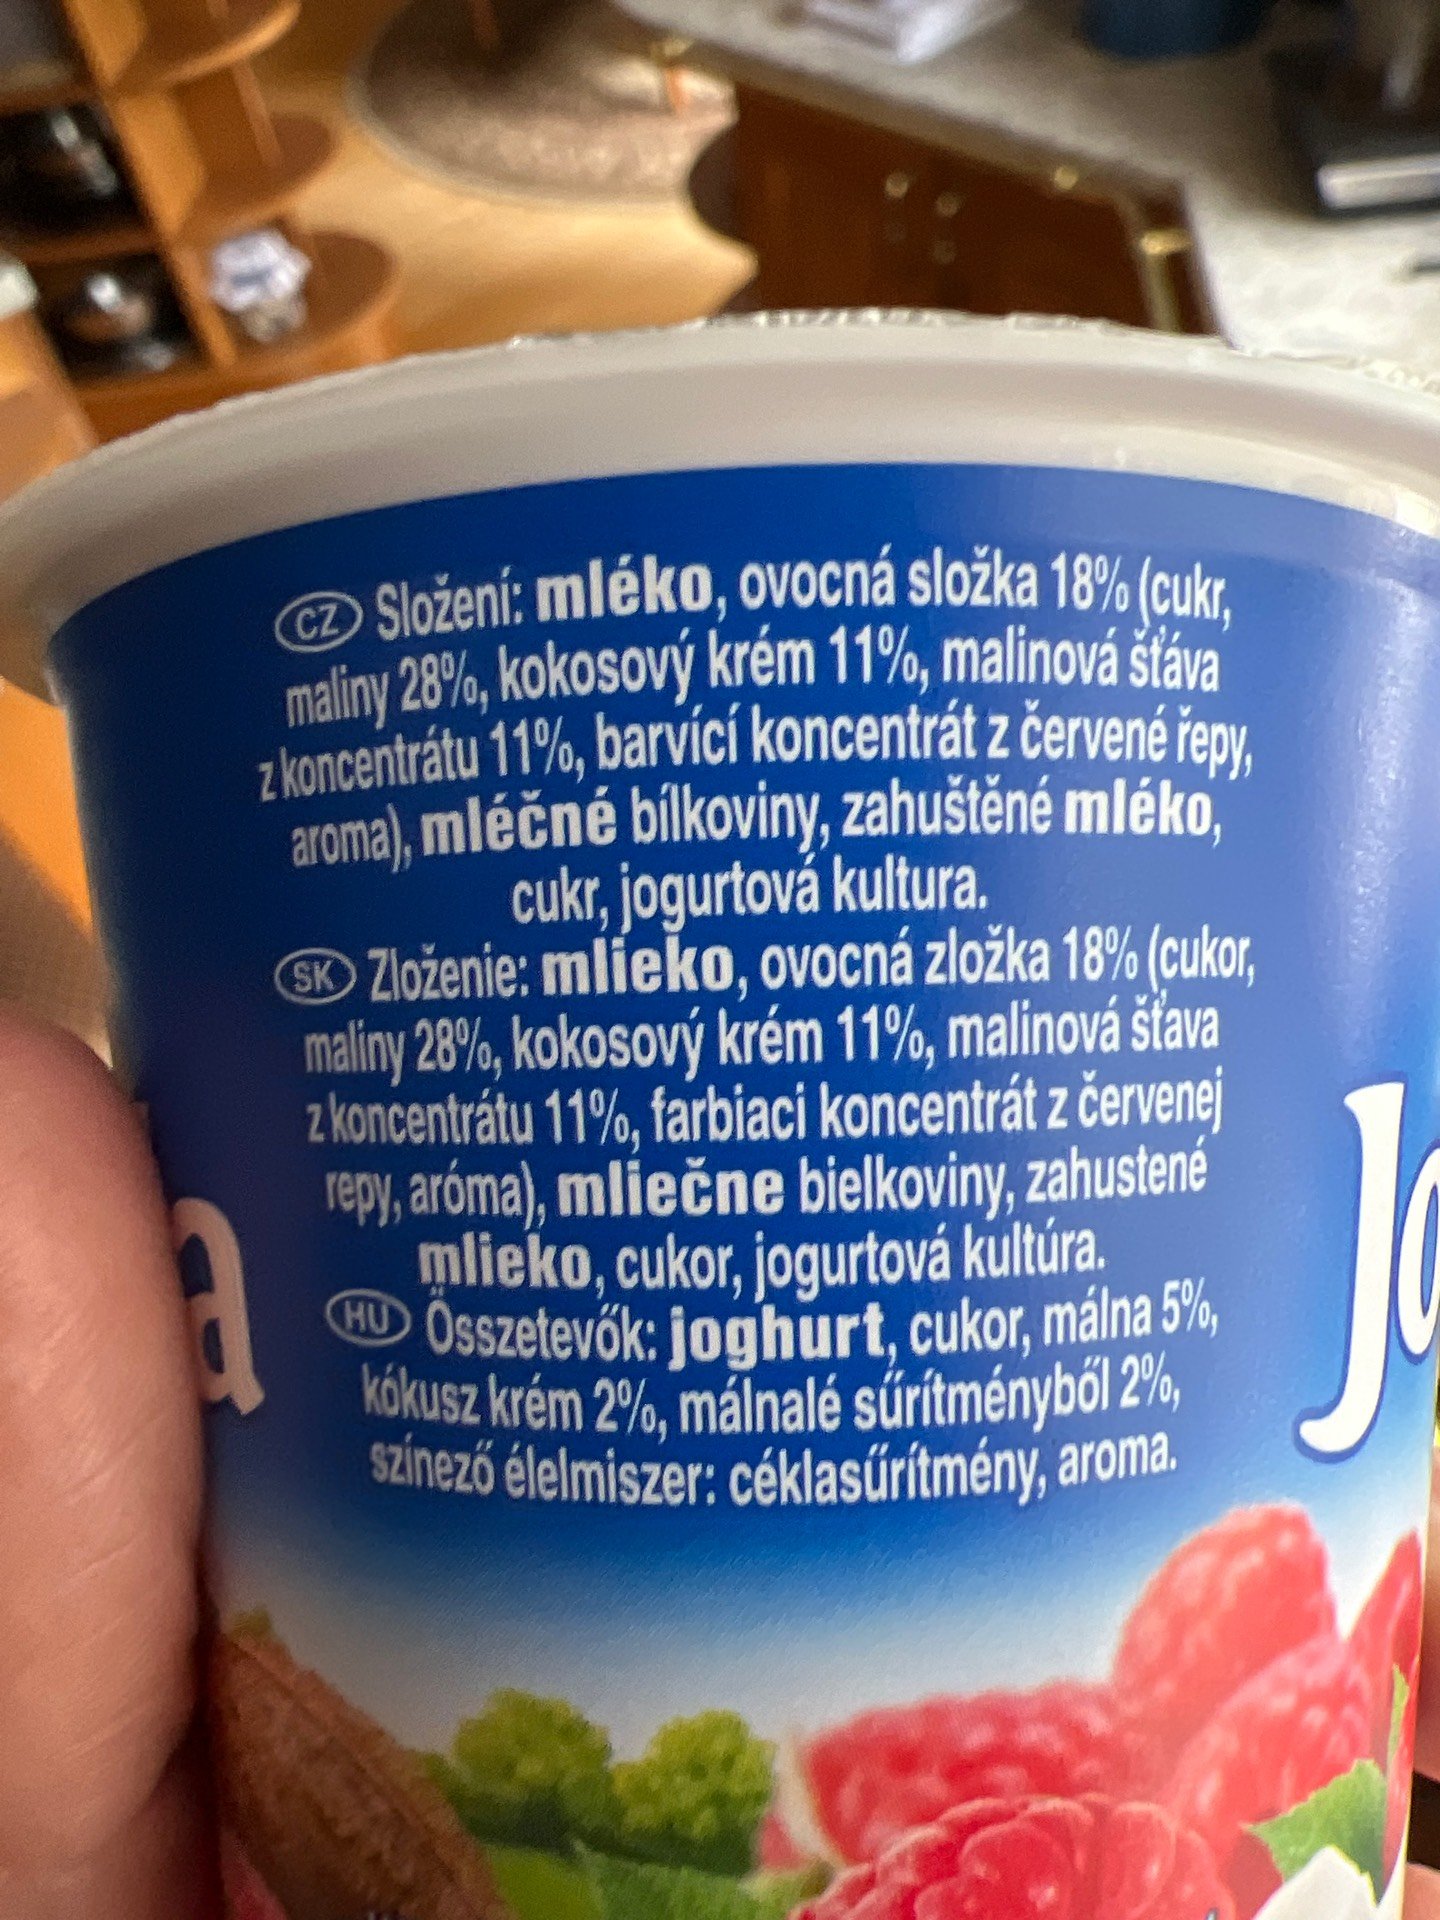 CZ Složení: mléko, ovocná složka 18% (cukr,
maliny 28%, kokosový krém 11%, malinová šťáva
z koncentrátu 11%, barvící koncentrát z červené řepy,
aroma), mléčné bílkoviny, zahuštěné mléko,
cukr, jogurtová kultura.
SK Zloženie: mlieko, ovocná zložka 18% (cukor,
maliny 28%, kokosový krém 11%, malinová šťava
z koncentrátu 11%, farbiaci koncentrát z červenej
repy, aróma), mliečne bielkoviny, zahustené
mlieko, cukor, jogurtová kultúra.
HU Összetevők: joghurt, cukor, málna 5%,
kókusz krém 2%, málnalé sűrítményből 2%,
színező élelmiszer: céklasűrítmény, aroma.
a
Jo